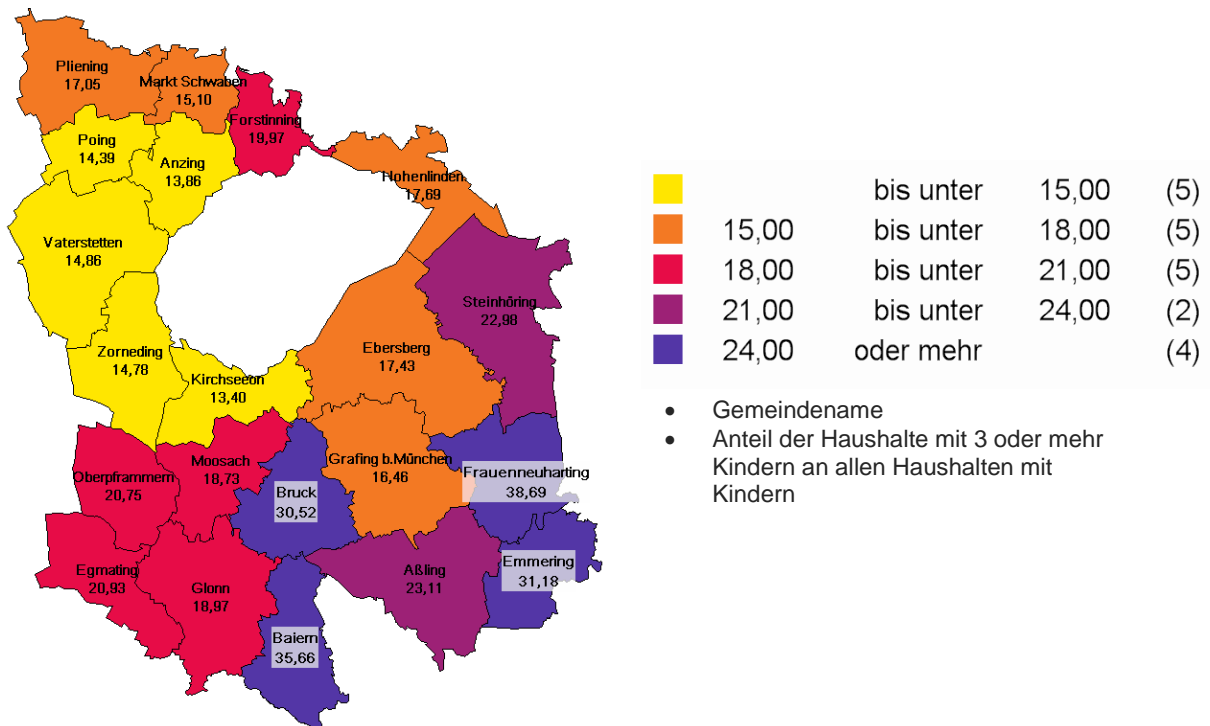 Pliening
17,05
Markt Schwaben
15,10
Forstinning
19,97
Poing
14,39
Anzing
13,86
Hohenlinden
17,69
Vaterstetten
14,86
Steinhöring
22,98
Ebersberg
17,43
Zorneding
14,78
Kirchseeon
13,40
Moosach
18,73
Grafing b.München
16,46
Frauenneuharting
38,69
Oberpframmern
20,75
Bruck
30,52
Egmating
20,93
Glonn
18,97
Aßling
23,11
Emmering
31,18
Baiern
35,66
bis unter 15,00 (5)
15,00 bis unter 18,00 (5)
18,00 bis unter 21,00 (5)
21,00 bis unter 24,00 (2)
24,00 oder mehr (4)
• Gemeindename
• Anteil der Haushalte mit 3 oder mehr
Kindern an allen Haushalten mit
Kindern